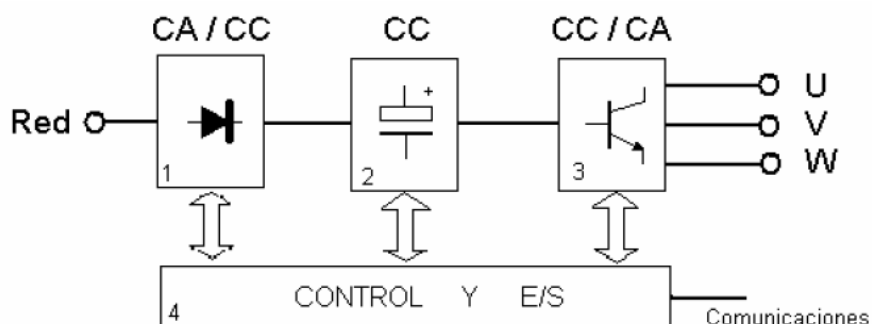 CA / CC
CC
CC / CA
Red
+
U
V
W
1
2
3
4
CONTROL Y E/S
Comunicaciones